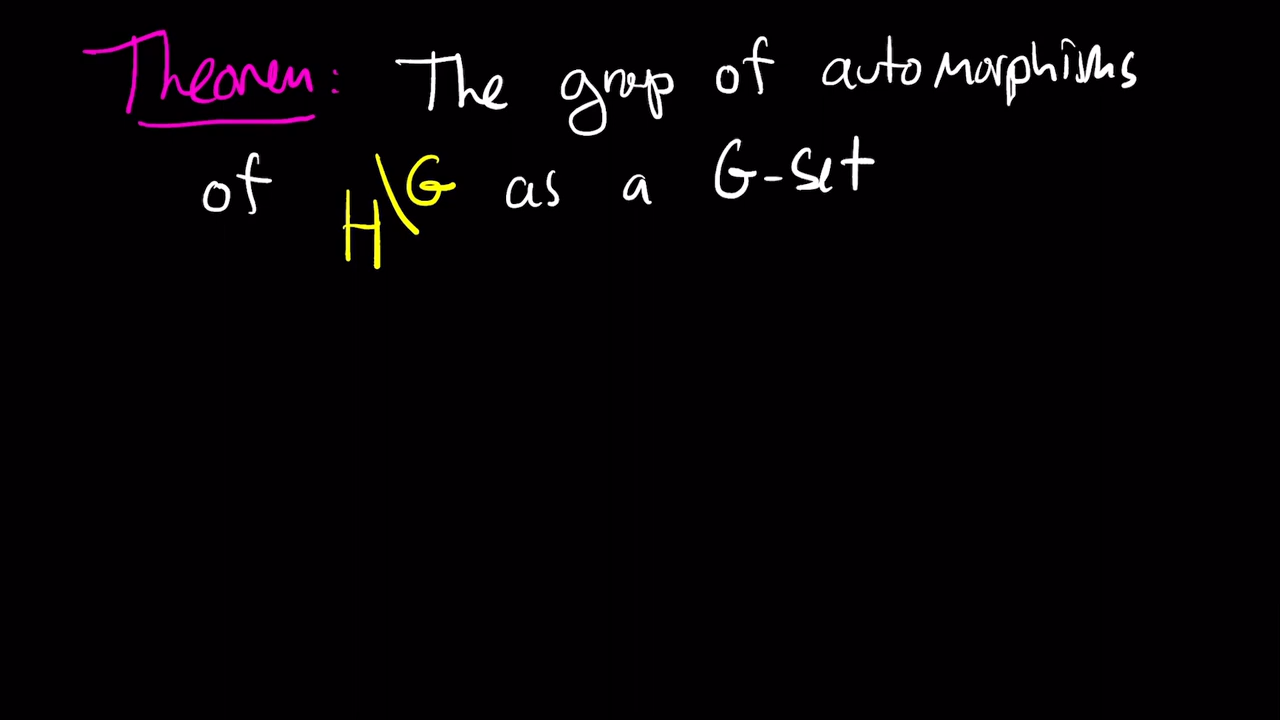 Theorem: The group of automorphisms
of H\G as a G-set